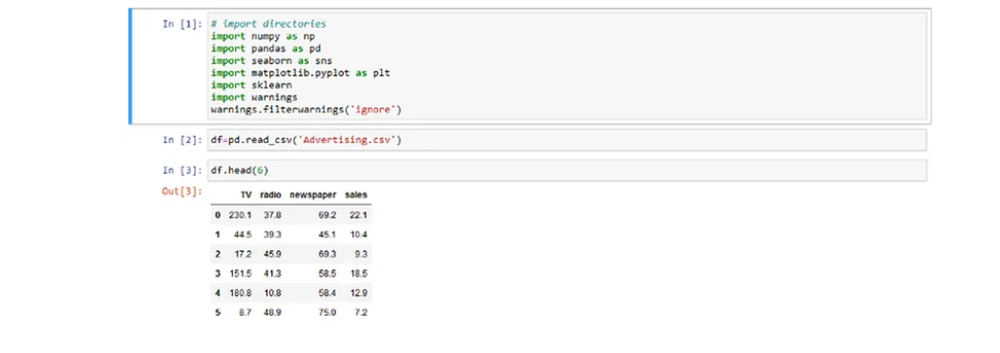 In [1]: # import directories
import numpy as np
import pandas as pd
import seaborn as sns
import matplotlib.pyplot as plt
import sklearn
import warnings
warnings.filterwarnings('ignore')
In [2]: df=pd.read_csv('Advertising.csv')
In [3]: df.head(6)
Out[3]:
TV radio newspaper sales
0 230.1 37.8 69.2 22.1
1 44.5 39.3 45.1 10.4
2 17.2 45.9 69.3 9.3
3 151.5 41.3 58.5 18.5
4 180.8 10.8 58.4 12.9
5 8.7 48.9 75.0 7.2